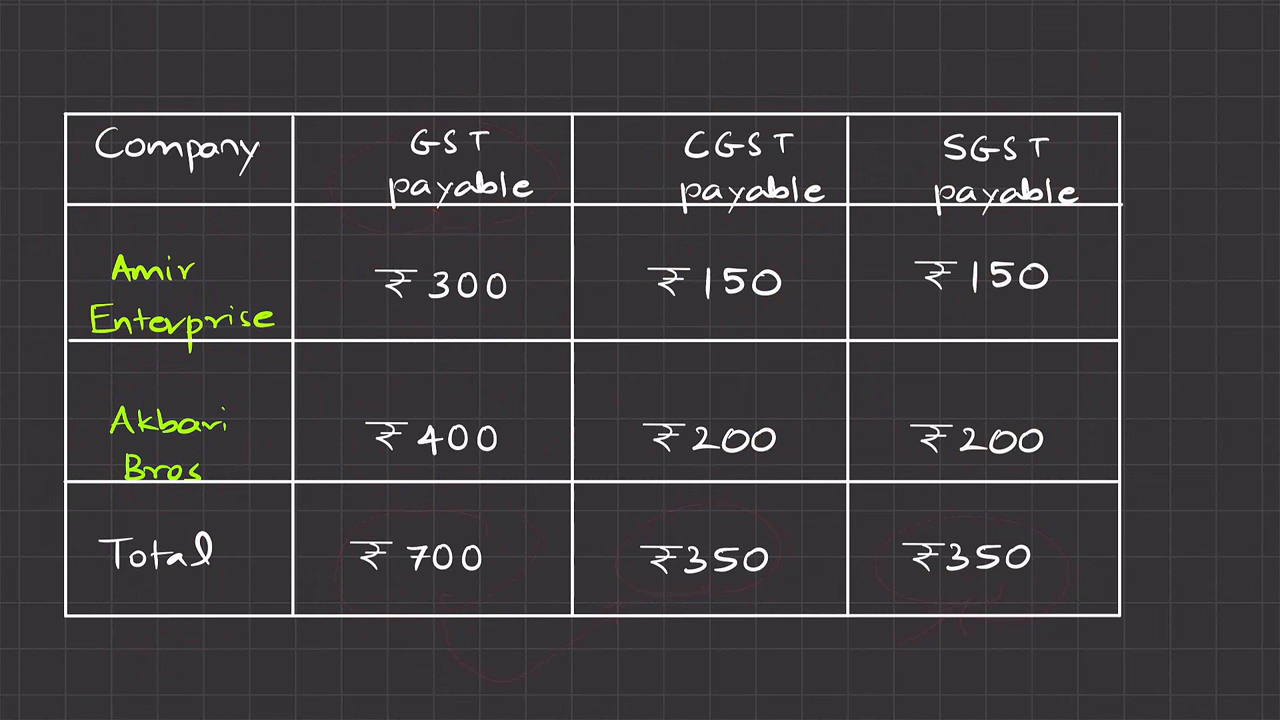 Company GST payable CGST payable SGST payable
Amir Enterprise ₹ 300 ₹ 150 ₹ 150
Akbari Bros ₹ 400 ₹ 200 ₹ 200
Total ₹ 700 ₹ 350 ₹ 350